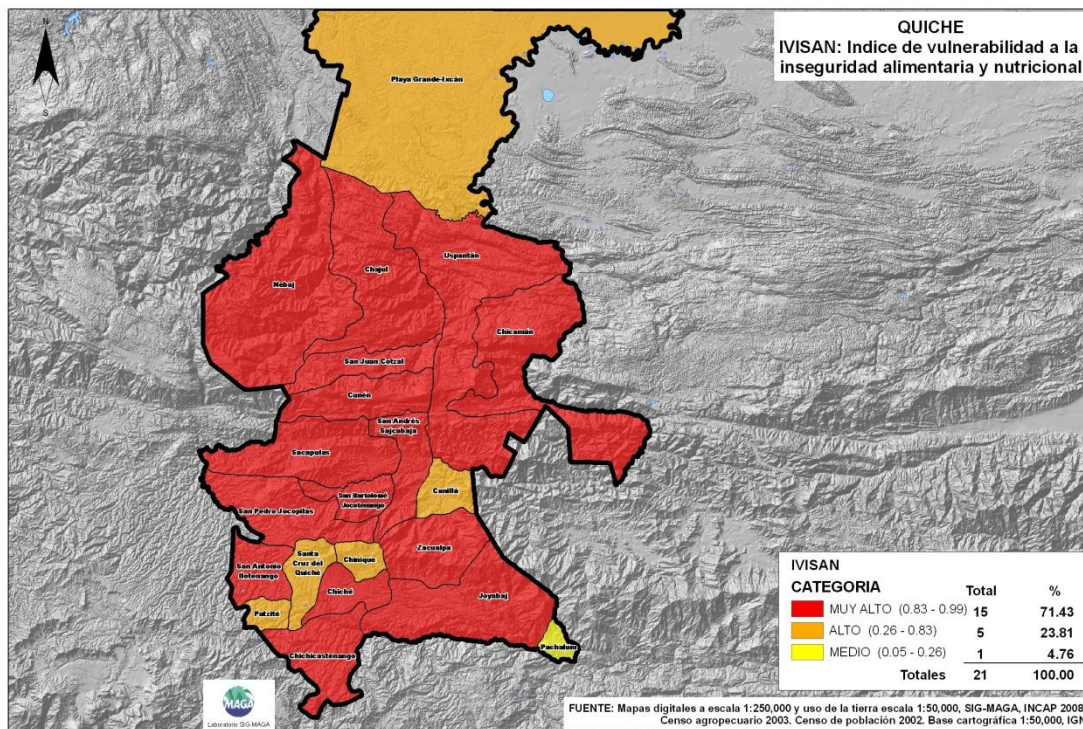 N
S
QUICHE
IVISAN: Indice de vulnerabilidad a la
inseguridad alimentaria y nutricional
Playa Grande-Ixcán
Uspantán
Chajul
Nebaj
Chicamán
San Juan Cotzal
Cunén
San Andrés
Sajcabaja
Sacapulas
Canillá
San Bartolomé
Jocotenango
San Pedro Jocopilas
Zacualpa
Santa
Cruz del
Quiché
Chinique
San Antonio
Ilotenango
Chiché
Joyabaj
Patzité
Pachalum
Chichicastenango
IVISAN
CATEGORIA Total %
MUY ALTO (0.83 - 0.99) 15 71.43
ALTO (0.26 - 0.83) 5 23.81
MEDIO (0.05 - 0.26) 1 4.76
Totales 21 100.00
MAGA
Laboratorio SIG-MAGA
FUENTE: Mapas digitales a escala 1:250,000 y uso de la tierra escala 1:50,000, SIG-MAGA, INCAP 2008
Censo agropecuario 2003. Censo de población 2002. Base cartográfica 1:50,000, IGN